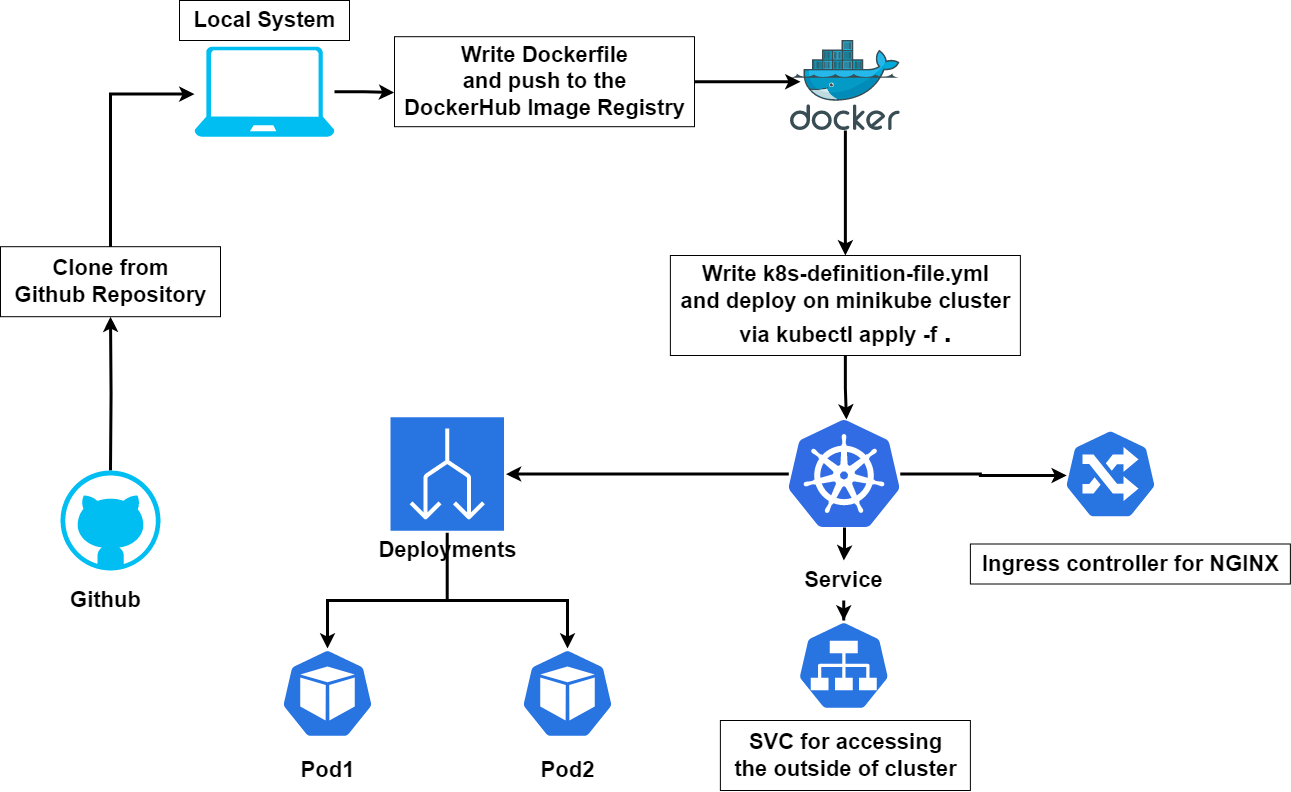 Local System
Write Dockerfile
and push to the
DockerHub Image Registry
docker
Clone from
Github Repository
Write k8s-definition-file.yml
and deploy on minikube cluster
via kubectl apply -f .
Github
Deployments
Service
Ingress controller for NGINX
Pod1
Pod2
SVC for accessing
the outside of cluster